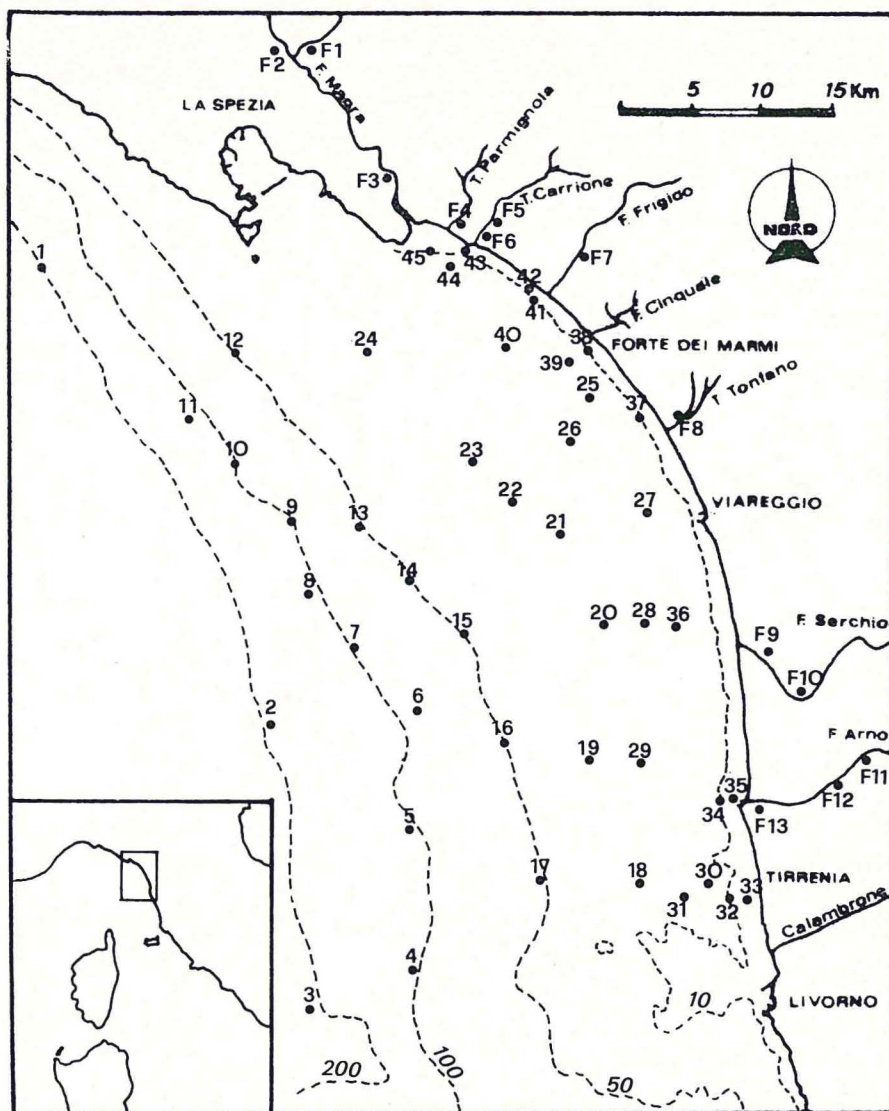 F2
F1
F. Magra
LA SPEZIA
5
10
15 Km
T. Parmignola
T. Carrione
F3
F4
F5
F6
F. Frigido
NORD
F7
45
43
44
1
42
41
F. Cinquale
12
24
40
38
FORTE DEI MARMI
39
25
T. Tonfano
11
37
F8
26
10
23
22
27
VIAREGGIO
9
13
21
8
14
15
20
28
36
F. Serchio
F9
7
F10
6
2
16
19
29
F. Arno
F11
F12
35
34
F13
5
17
18
30
TIRRENIA
31
32
33
Calambrone
4
3
10
LIVORNO
200
100
50